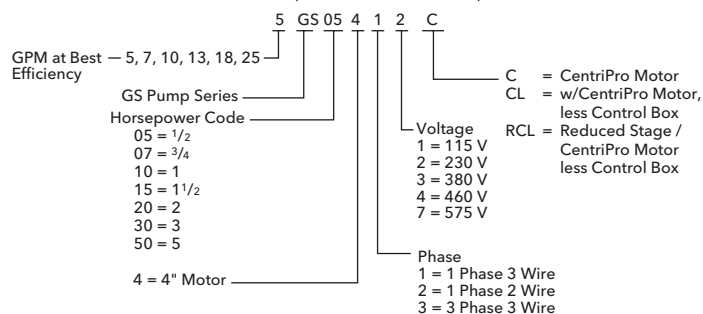 5 GS 05 4 1 2 C
GPM at Best — 5, 7, 10, 13, 18, 25
Efficiency
GS Pump Series
Horsepower Code
05 = 1/2
07 = 3/4
10 = 1
15 = 11/2
20 = 2
30 = 3
50 = 5
4 = 4" Motor
C = CentriPro Motor
CL = w/CentriPro Motor,
less Control Box
RCL = Reduced Stage /
CentriPro Motor
less Control Box
Voltage
1 = 115 V
2 = 230 V
3 = 380 V
4 = 460 V
7 = 575 V
Phase
1 = 1 Phase 3 Wire
2 = 1 Phase 2 Wire
3 = 3 Phase 3 Wire